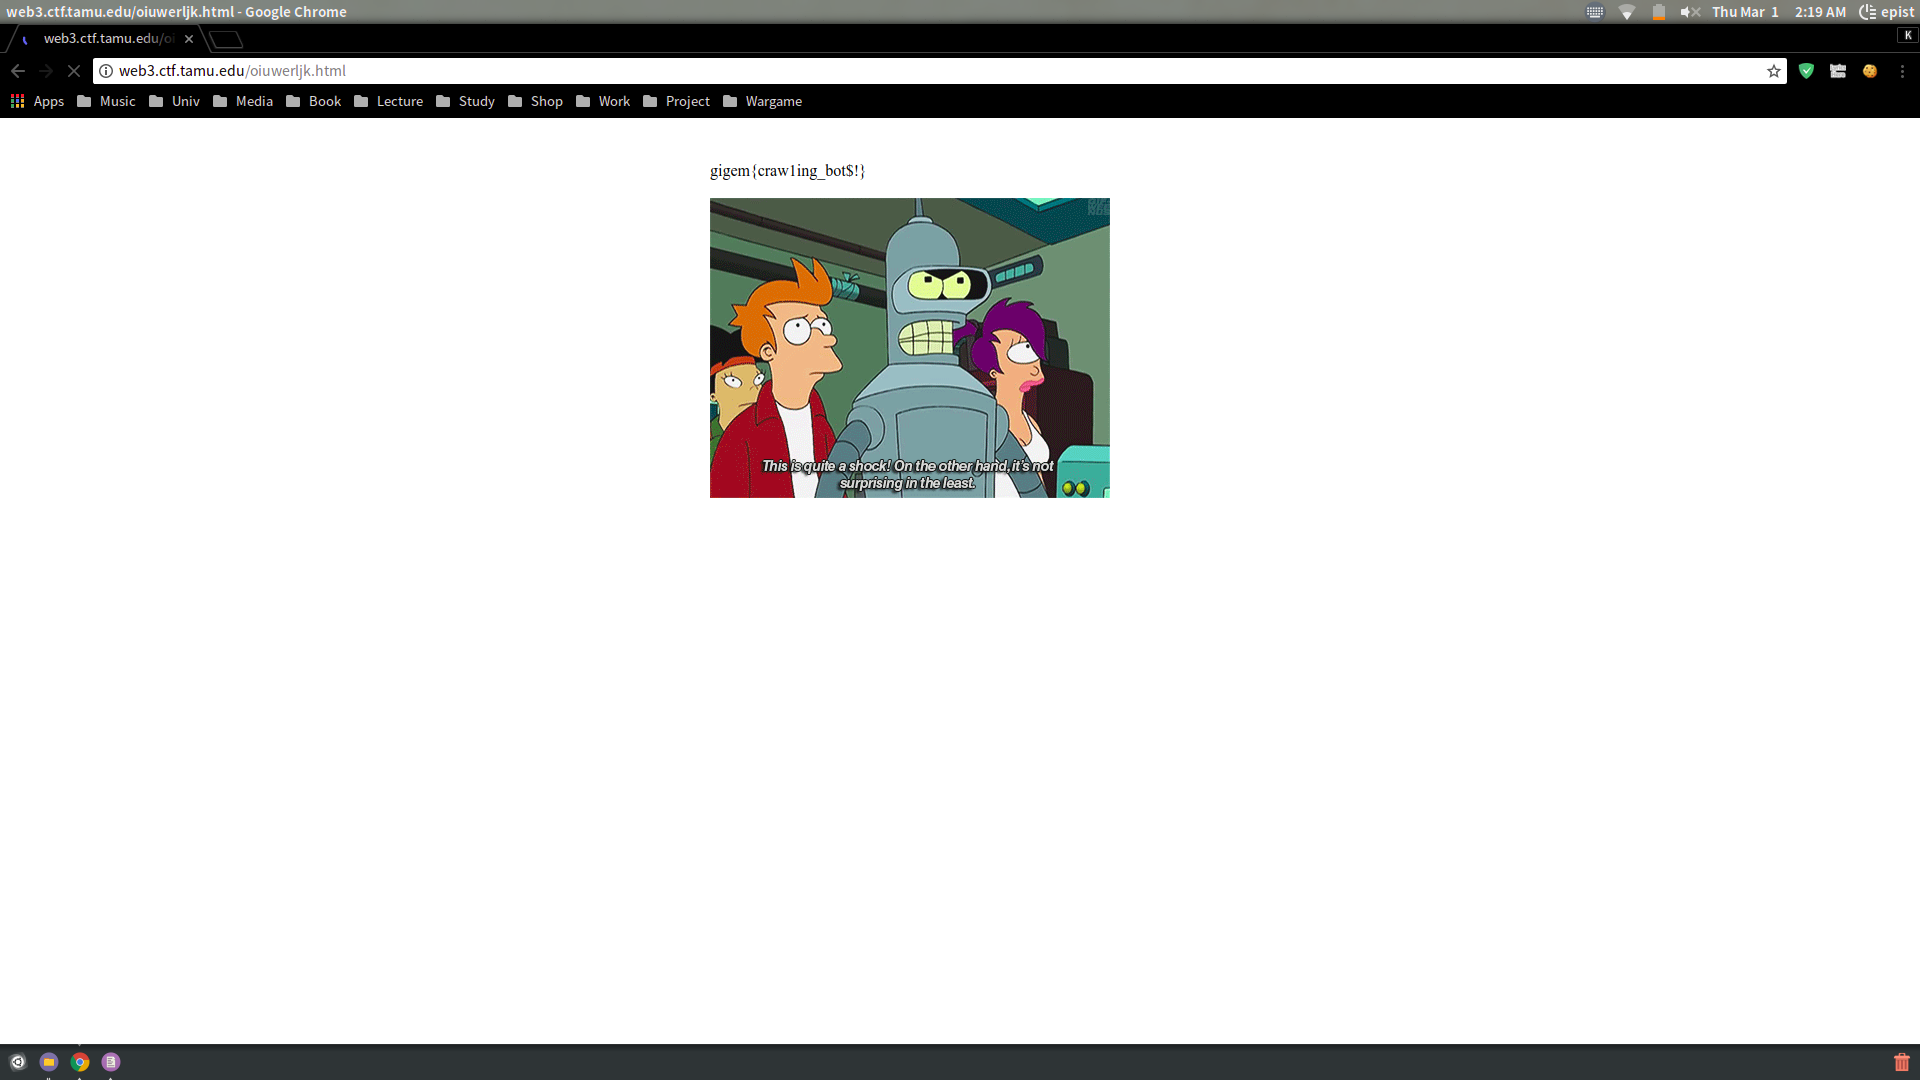 web3.ctf.tamu.edu/oiuwerljk.html - Google Chrome
Thu Mar 1 2:19 AM epist
web3.ctf.tamu.edu/oi
K
web3.ctf.tamu.edu/oiuwerljk.html
Apps Music Univ Media Book Lecture Study Shop Work Project Wargame
gigem{craw1ing_bot$!}
This is quite a shock! On the other hand, it's not
surprising in the least.